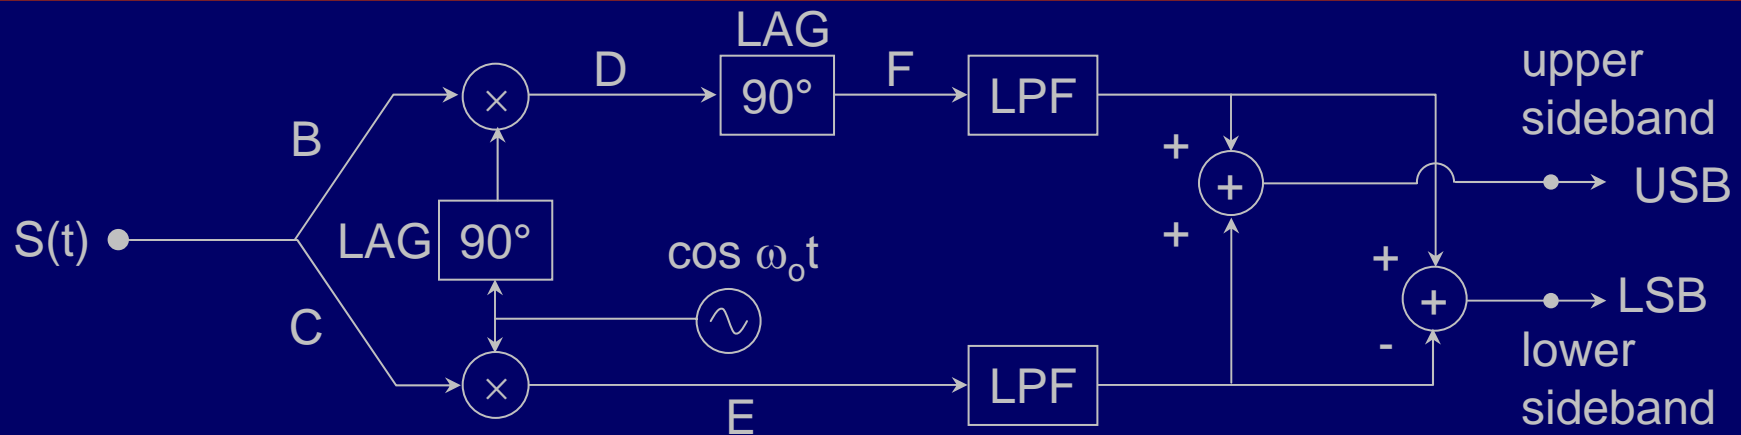 LAG
D
90°
F
LPF
upper
sideband
B
×
+
+
USB
S(t)
LAG
90°
cos ωₒt
+
+
+
LSB
C
-
lower
sideband
×
E
LPF